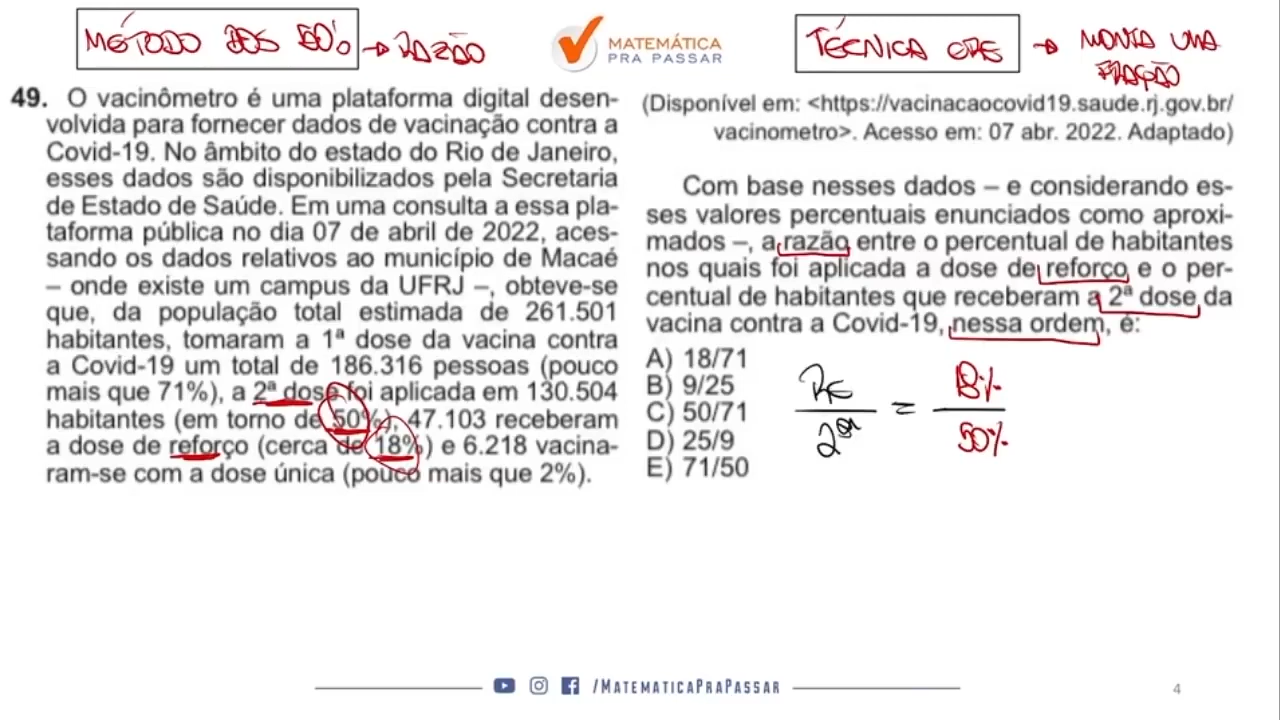 MÉTODO DOS 50% → RAZÃO
MATEMÁTICA
PRA PASSAR
TÉCNICA → MONTA UMA
FRAÇÃO
49. O vacinômetro é uma plataforma digital desen-
volvida para fornecer dados de vacinação contra a
Covid-19. No âmbito do estado do Rio de Janeiro,
esses dados são disponibilizados pela Secretaria
de Estado de Saúde. Em uma consulta a essa pla-
taforma pública no dia 07 de abril de 2022, aces-
sando os dados relativos ao município de Macaé
– onde existe um campus da UFRJ –, obteve-se
que, da população total estimada de 261.501
habitantes, tomaram a 1ª dose da vacina contra
a Covid-19 um total de 186.316 pessoas (pouco
mais que 71%), a 2ª dose foi aplicada em 130.504
habitantes (em torno de 50%), 47.103 receberam
a dose de reforço (cerca de 18%) e 6.218 vacina-
ram-se com a dose única (pouco mais que 2%).
(Disponível em: <https://vacinacaocovid19.saude.rj.gov.br/
vacinometro>. Acesso em: 07 abr. 2022. Adaptado)
Com base nesses dados – e considerando es-
ses valores percentuais enunciados como aproxi-
mados –, a razão entre o percentual de habitantes
nos quais foi aplicada a dose de reforço e o per-
centual de habitantes que receberam a 2ª dose da
vacina contra a Covid-19, nessa ordem, é:
A) 18/71
B) 9/25
C) 50/71
D) 25/9
E) 71/50
RE = 18%
2ª 50%
/MATEMATICAPRAPASSAR
4